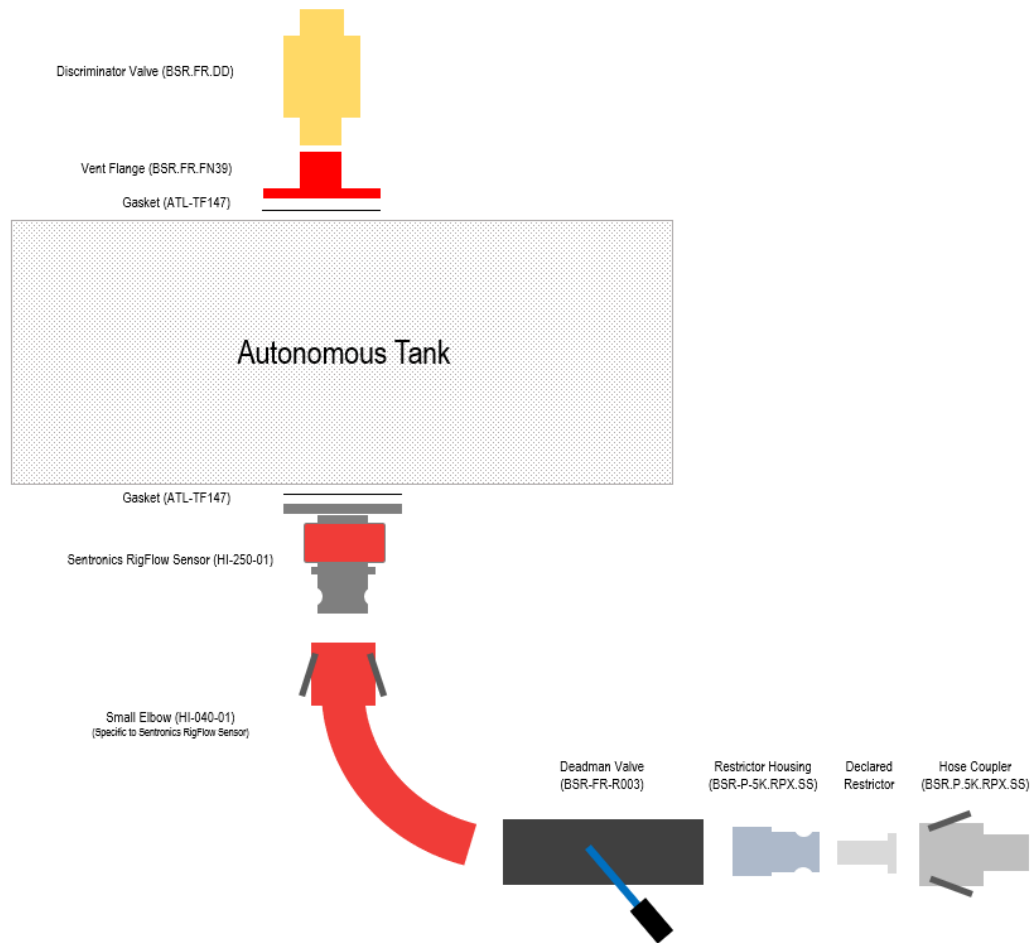 Discriminator Valve (BSR.FR.DD)
Vent Flange (BSR.FR.FN39)
Gasket (ATL-TF147)
Autonomous Tank
Gasket (ATL-TF147)
Sentronics RigFlow Sensor (HI-250-01)
Small Elbow (HI-040-01)
(Specific to Sentronics RigFlow Sensor)
Deadman Valve
(BSR-FR-R003)
Restrictor Housing
(BSR-P-5K.RPX.SS)
Declared
Restrictor
Hose Coupler
(BSR.P.5K.RPX.SS)